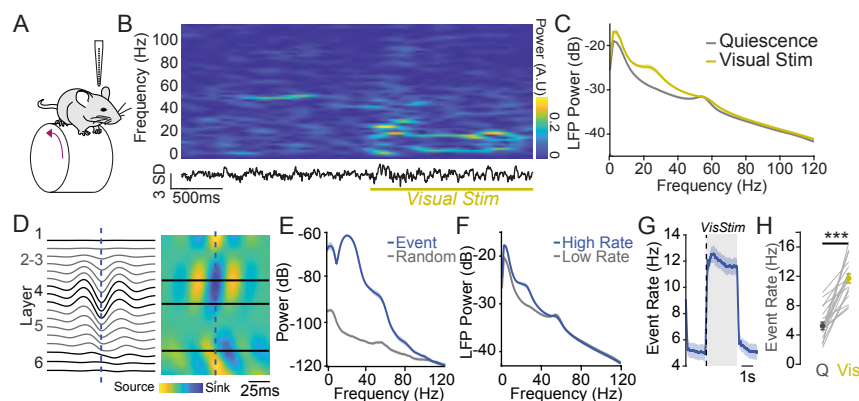 A
B
Frequency (Hz)
100
80
60
40
20
0
Power (A.U)
0.2
0
3 SD
500ms
Visual Stim
C
LFP Power (dB)
-20
-30
-40
Quiescence
Visual Stim
0 20 40 60 80 100 120
Frequency (Hz)
D
Layer
1
2-3
4
5
6
Source
Sink
25ms
E
Power (dB)
-60
-80
-100
-120
Event
Random
0 40 80 120
Frequency (Hz)
F
LFP Power (dB)
-20
-30
-40
High Rate
Low Rate
0 40 80 120
Frequency (Hz)
G
VisStim
Event Rate (Hz)
14
12
10
8
6
4
1s
H
***
Event Rate (Hz)
16
12
8
4
0
Q Vis